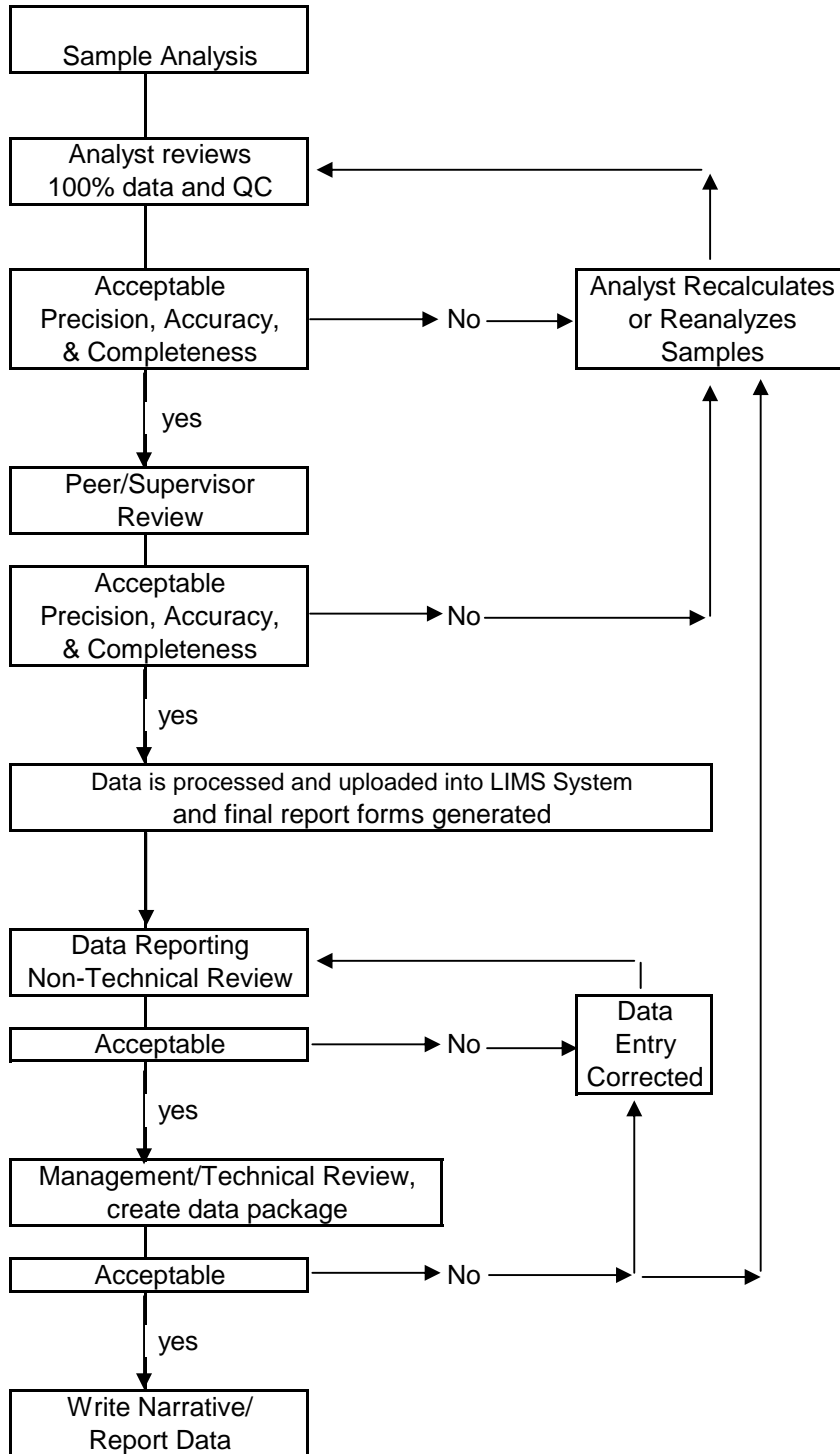 Sample Analysis
Analyst reviews
100% data and QC
Acceptable
Precision, Accuracy,
& Completeness
No
Analyst Recalculates
or Reanalyzes
Samples
yes
Peer/Supervisor
Review
Acceptable
Precision, Accuracy,
& Completeness
No
yes
Data is processed and uploaded into LIMS System
and final report forms generated
Data Reporting
Non-Technical Review
Acceptable
No
Data
Entry
Corrected
yes
Management/Technical Review,
create data package
Acceptable
No
yes
Write Narrative/
Report Data